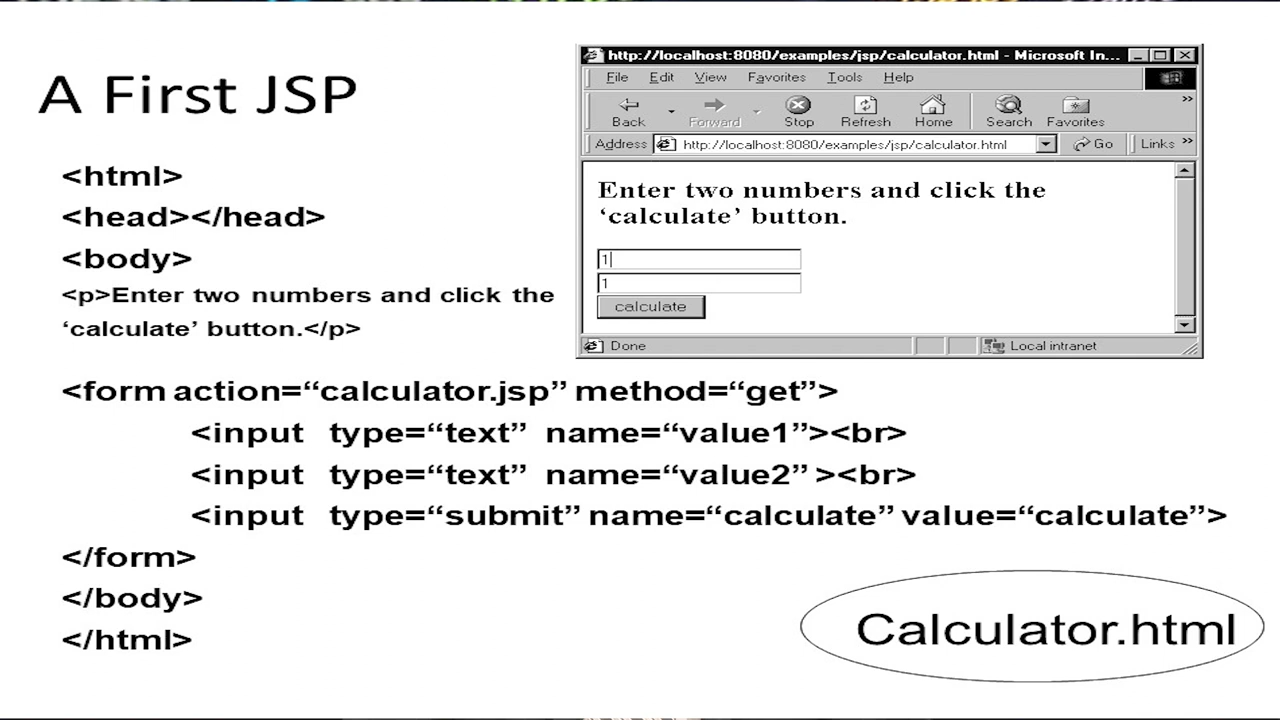 A First JSP
<html>
<head></head>
<body>
<p>Enter two numbers and click the
‘calculate’ button.</p>
<form action=“calculator.jsp” method=“get”>
<input type=“text” name=“value1”><br>
<input type=“text” name=“value2” ><br>
<input type=“submit” name=“calculate” value=“calculate”>
</form>
</body>
</html>
http://localhost:8080/examples/jsp/calculator.html - Microsoft In...
File Edit View Favorites Tools Help
Back Forward Stop Refresh Home Search Favorites »
Address http://localhost:8080/examples/jsp/calculator.html Go Links »
Enter two numbers and click the
‘calculate’ button.
1
1
calculate
Done Local intranet
Calculator.html